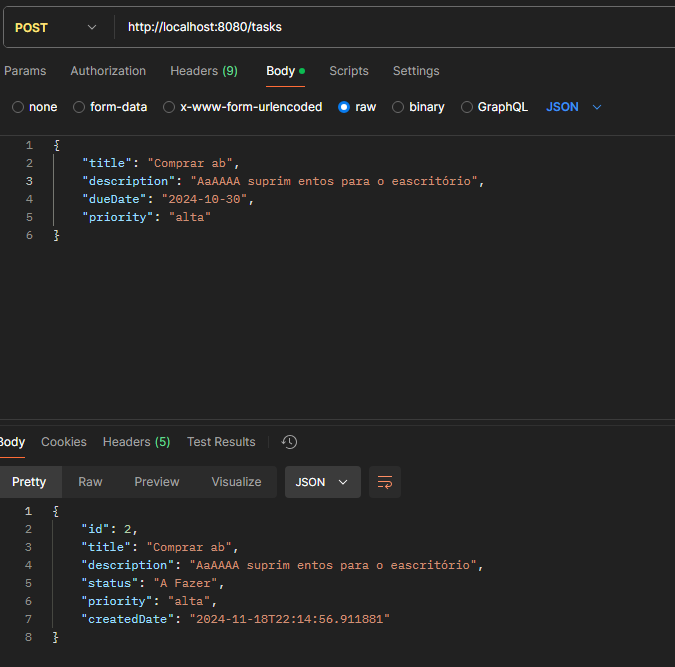 POST http://localhost:8080/tasks
Params Authorization Headers (9) Body Scripts Settings
none form-data x-www-form-urlencoded raw binary GraphQL JSON
1 {
2 "title": "Comprar ab",
3 "description": "AaAAAA suprim entos para o eascritório",
4 "dueDate": "2024-10-30",
5 "priority": "alta"
6 }
Body Cookies Headers (5) Test Results
Pretty Raw Preview Visualize JSON
1 {
2 "id": 2,
3 "title": "Comprar ab",
4 "description": "AaAAAA suprim entos para o eascritório",
5 "status": "A Fazer",
6 "priority": "alta",
7 "createdDate": "2024-11-18T22:14:56.911881"
8 }